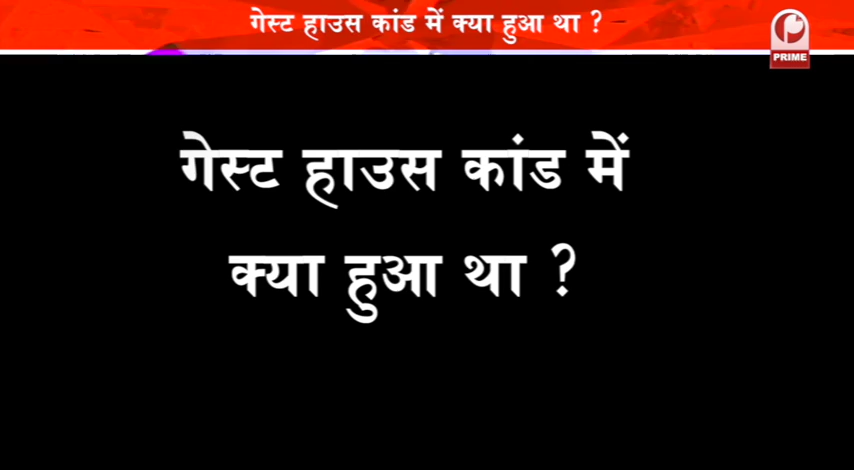 गेस्ट हाउस कांड में क्या हुआ था ?
PRIME
गेस्ट हाउस कांड में
क्या हुआ था ?